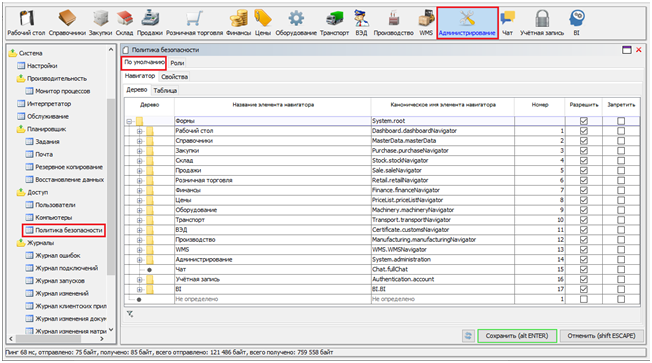 Рабочий стол Справочники Закупки Склад Продажи Розничная торговля Финансы Цены Оборудование Транспорт ВЭД Производство WMS Администрирование Чат Учётная запись BI
Система
Настройки
Производительность
Монитор процессов
Интерпретатор
Обслуживание
Планировщик
Задания
Почта
Резервное копирование
Восстановление данных
Доступ
Пользователи
Компьютеры
Политика безопасности
Журналы
Журнал ошибок
Журнал подключений
Журнал запусков
Журнал изменений
Журнал клиентских прил
Журнал изменения докум
Журнал изменения матри
Политика безопасности
По умолчанию Роли
Навигатор Свойства
Дерево Таблица
Дерево Название элемента навигатора Каноническое имя элемента навигатора Номер Разрешить Запретить
Формы System.root
Рабочий стол Dashboard.dashboardNavigator 1
Справочники MasterData.masterData 2
Закупки Purchase.purchaseNavigator 3
Склад Stock.stockNavigator 4
Продажи Sale.saleNavigator 5
Розничная торговля Retail.retailNavigator 6
Финансы Finance.financeNavigator 7
Цены PriceList.priceListNavigator 8
Оборудование Machinery.machineryNavigator 9
Транспорт Transport.transportNavigator 10
ВЭД Certificate.customsNavigator 11
Производство Manufacturing.manufacturingNavigator 12
WMS WMS.WMSNavigator 13
Администрирование System.administration 14
Чат Chat.fullChat 15
Учётная запись Authentication.account 16
BI BI.BI 17
Не определено Не определено 1
Сохранить (alt ENTER) Отменить (shift ESCAPE)
Пинг 68 мс, отправлено: 75 байт, получено: 85 байт, всего отправлено: 121 486 байт, всего получено: 759 558 байт